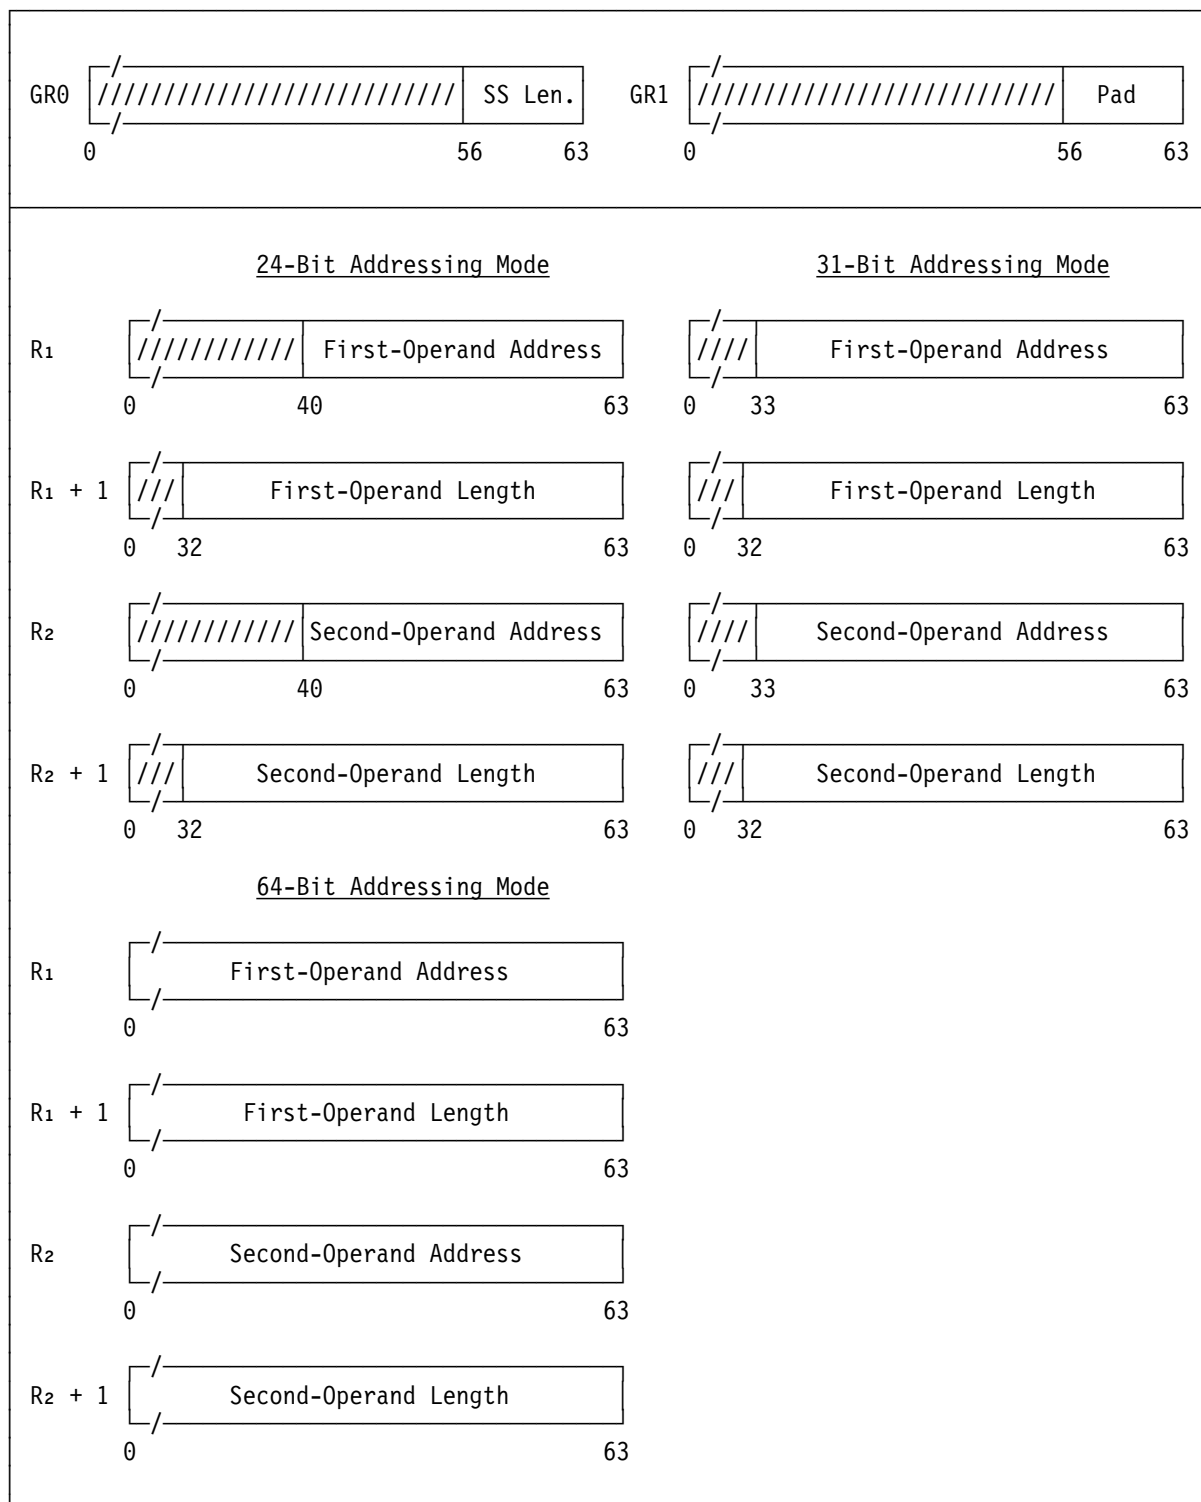 GR0 ////////////////////////// SS Len. GR1 ////////////////////////// Pad
0 56 63 0 56 63
24-Bit Addressing Mode 31-Bit Addressing Mode
R₁ //////////// First-Operand Address //// First-Operand Address
0 40 63 0 33 63
R₁ + 1 /// First-Operand Length /// First-Operand Length
0 32 63 0 32 63
R₂ //////////// Second-Operand Address //// Second-Operand Address
0 40 63 0 33 63
R₂ + 1 /// Second-Operand Length /// Second-Operand Length
0 32 63 0 32 63
64-Bit Addressing Mode
R₁ First-Operand Address
0 63
R₁ + 1 First-Operand Length
0 63
R₂ Second-Operand Address
0 63
R₂ + 1 Second-Operand Length
0 63